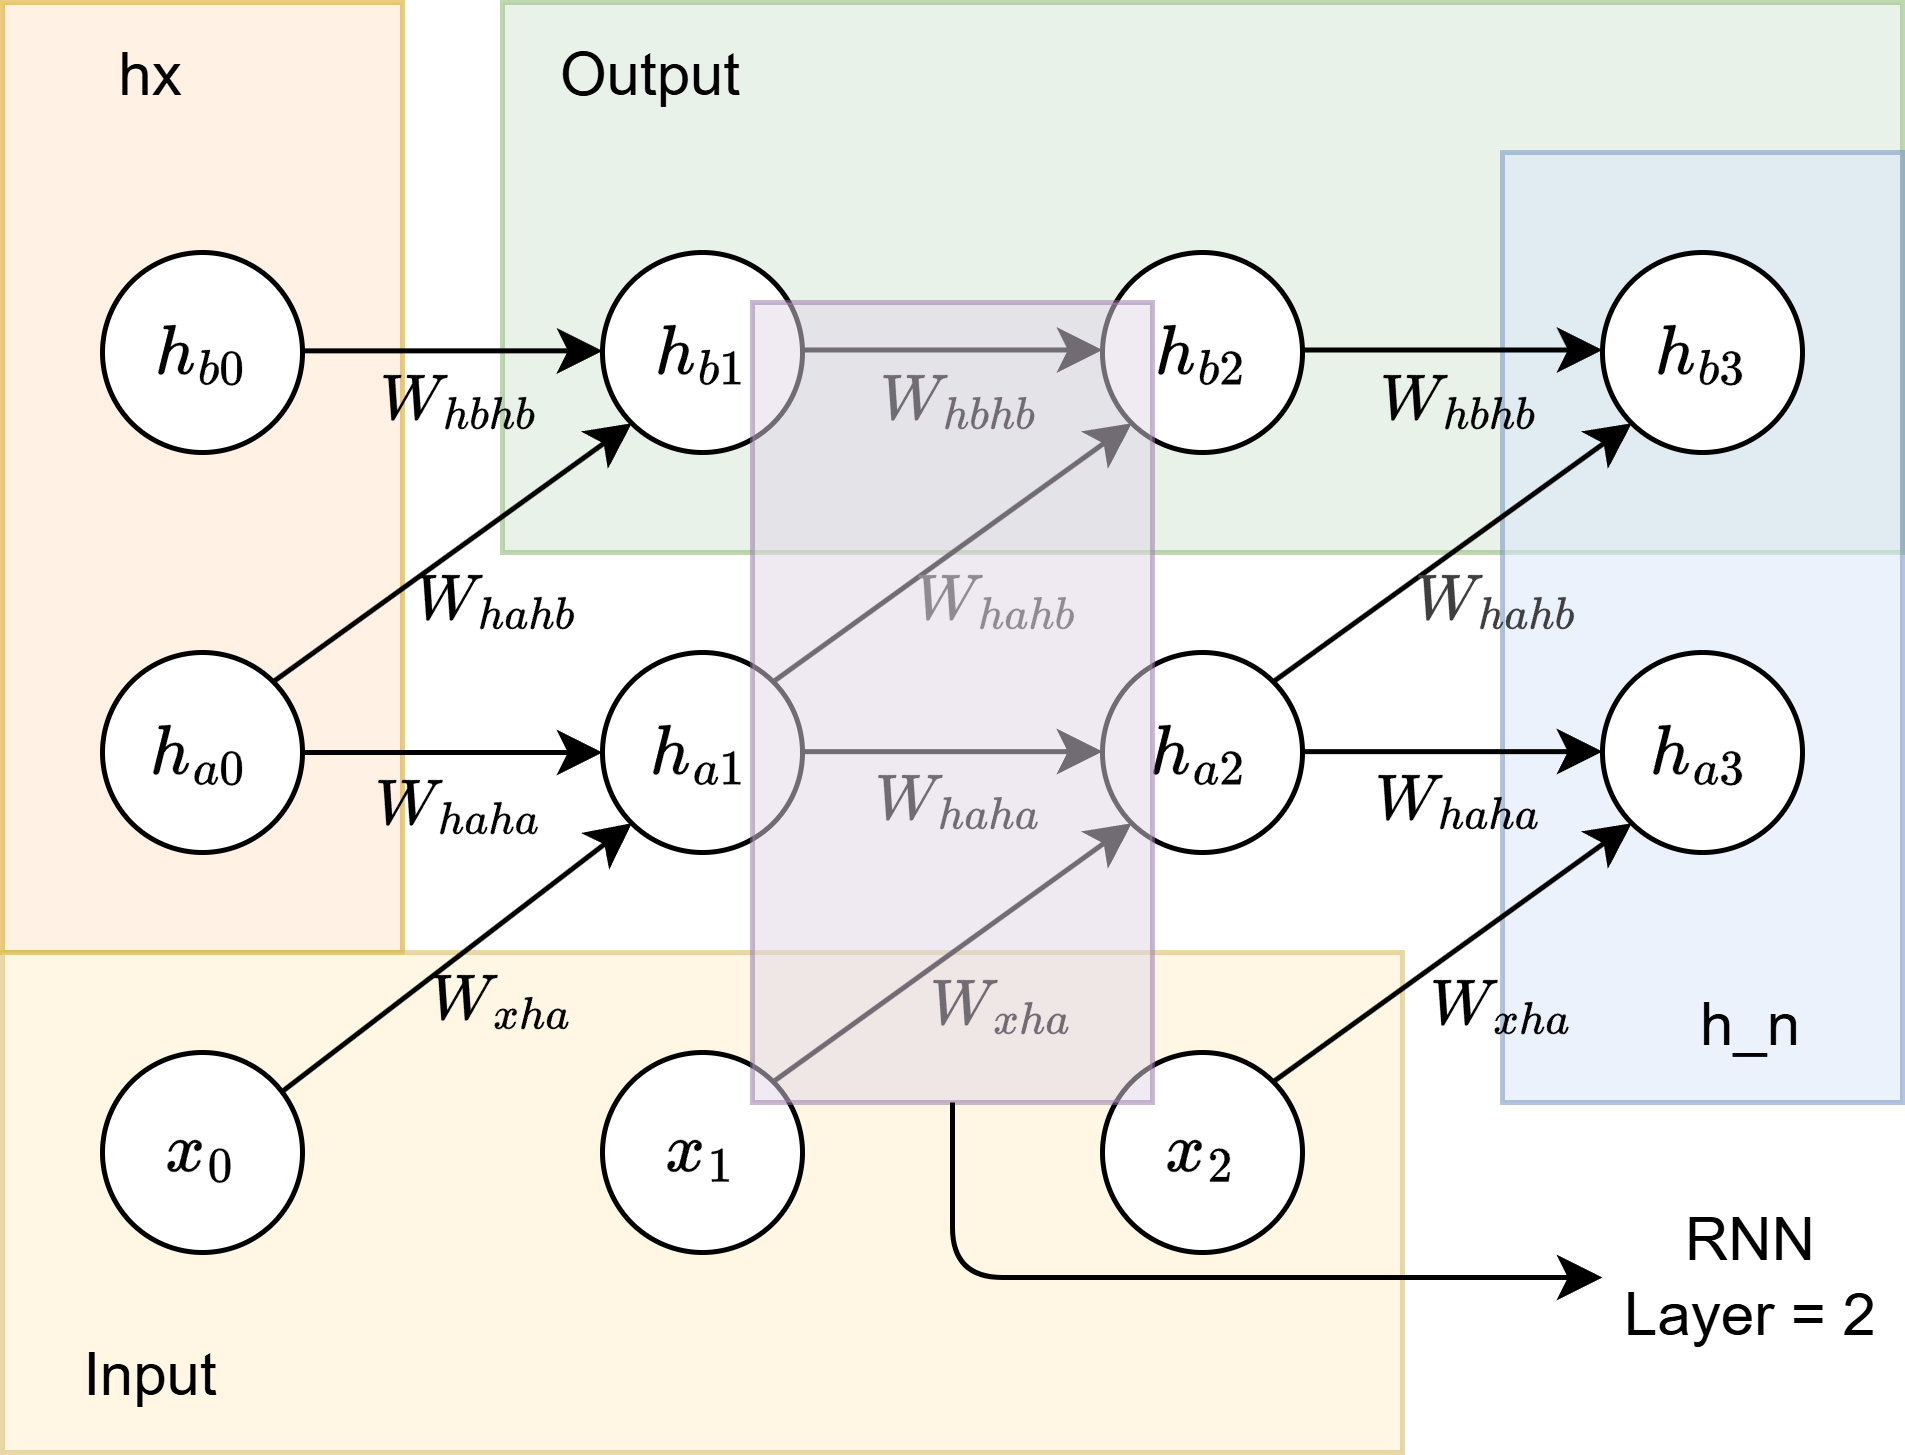 hx
Output
h_{b0}
h_{b1}
h_{b2}
h_{b3}
W_{hbhb}
W_{hbhb}
W_{hbhb}
W_{hahb}
W_{hahb}
W_{hahb}
h_{a0}
h_{a1}
h_{a2}
h_{a3}
W_{haha}
W_{haha}
W_{haha}
W_{xha}
W_{xha}
W_{xha}
h_n
x_0
x_1
x_2
RNN
Layer = 2
Input